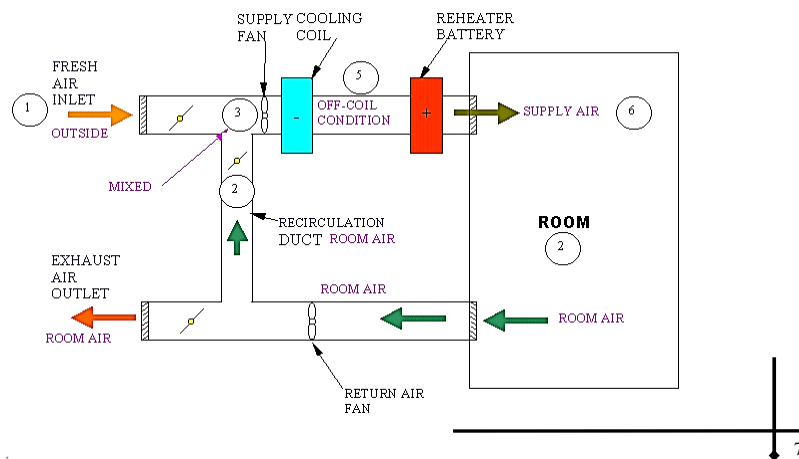 SUPPLY
FAN
COOLING
COIL
REHEATER
BATTERY
FRESH
AIR
INLET
1
OUTSIDE
3
5
-
OFF-COIL
CONDITION
+
SUPPLY AIR
6
MIXED
2
RECIRCULATION
DUCT ROOM AIR
ROOM
2
EXHAUST
AIR
OUTLET
ROOM AIR
ROOM AIR
ROOM AIR
RETURN AIR
FAN
7